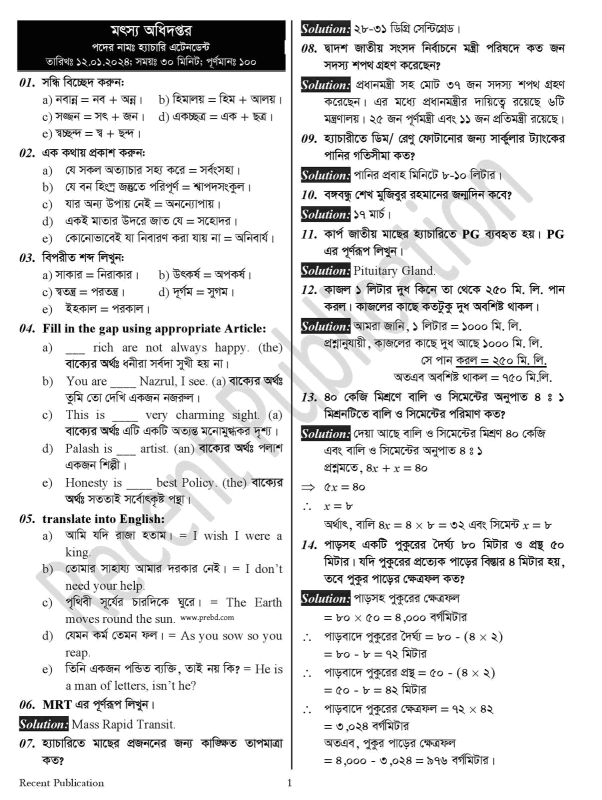 মৎস্য অধিদপ্তর
পদের নামঃ হ্যাচারি এটেনডেন্ট
তারিখঃ ১২.০১.২০২৪; সময়ঃ ৩০ মিনিট; পূর্ণমানঃ ১০০
01. সন্ধি বিচ্ছেদ করুন:
a) নবান্ন = নব + অন্ন। b) হিমালয় = হিম + আলয়।
c) সজ্জন = সৎ + জন। d) একচ্ছত্র = এক + ছত্র।
e) স্বচ্ছন্দ = স্ব + ছন্দ।
02. এক কথায় প্রকাশ করুন:
a) যে সকল অত্যাচার সহ্য করে = সর্বংসহা।
b) যে বন হিংস্র জন্তুতে পরিপূর্ণ = শ্বাপদসংকুল।
c) যার অন্য উপায় নেই = অনন্যোপায়।
d) একই মাতার উদরে জাত যে = সহোদর।
e) কোনোভাবেই যা নিবারণ করা যায় না = অনিবার্য।
03. বিপরীত শব্দ লিখুন:
a) সাকার = নিরাকার। b) উৎকর্ষ = অপকর্ষ।
c) স্বতন্ত্র = পরতন্ত্র। d) দূর্গম = সুগম।
e) ইহকাল = পরকাল।
04. Fill in the gap using appropriate Article:
a) ___ rich are not always happy. (the)
বাক্যের অর্থঃ ধনীরা সর্বদা সুখী হয় না।
b) You are ____ Nazrul, I see. (a) বাক্যের অর্থঃ
তুমি তো দেখি একজন নজরুল।
c) This is ____ very charming sight. (a)
বাক্যের অর্থঃ এটি একটি অত্যন্ত মনোমুগ্ধকর দৃশ্য।
d) Palash is ___ artist. (an) বাক্যের অর্থঃ পলাশ
একজন শিল্পী।
e) Honesty is ____ best Policy. (the) বাক্যের
অর্থঃ সততাই সর্বোৎকৃষ্ট পন্থা।
05. translate into English:
a) আমি যদি রাজা হতাম। = I wish I were a
king.
b) তোমার সাহায্য আমার দরকার নেই। = I don't
need your help.
c) পৃথিবী সূর্যের চারদিকে ঘুরে। = The Earth
moves round the sun. www.prebd.com
d) যেমন কর্ম তেমন ফল। = As you sow so you
reap.
e) তিনি একজন পন্ডিত ব্যক্তি, তাই নয় কি? = He is
a man of letters, isn't he?
06. MRT এর পূর্ণরূপ লিখুন।
Solution: Mass Rapid Transit.
07. হ্যাচারিতে মাছের প্রজননের জন্য কাঙ্ক্ষিত তাপমাত্রা
কত?
Solution: ২৮-৩১ ডিগ্রি সেন্টিগ্রেড।
08. দ্বাদশ জাতীয় সংসদ নির্বাচনে মন্ত্রী পরিষদে কত জন
সদস্য শপথ গ্রহণ করেছেন?
Solution: প্রধানমন্ত্রী সহ মোট ৩৭ জন সদস্য শপথ গ্রহণ
করেছেন। এর মধ্যে প্রধানমন্ত্রীর দায়িত্বে রয়েছে ৬টি
মন্ত্রণালয়। ২৫ জন পূর্ণমন্ত্রী এবং ১১ জন প্রতিমন্ত্রী রয়েছে।
09. হ্যাচারীতে ডিম/ রেণু ফোটানোর জন্য সার্কুলার ট্যাংকের
পানির গতিসীমা কত?
Solution: পানির প্রবাহ মিনিটে ৮-১০ লিটার।
10. বঙ্গবন্ধু শেখ মুজিবুর রহমানের জন্মদিন কবে?
Solution: ১৭ মার্চ।
11. কার্প জাতীয় মাছের হ্যাচারিতে PG ব্যবহৃত হয়। PG
এর পূর্ণরূপ লিখুন।
Solution: Pituitary Gland.
12. কাজল ১ লিটার দুধ কিনে তা থেকে ২৫০ মি. লি. পান
করল। কাজলের কাছে কতটুকু দুধ অবশিষ্ট থাকল।
Solution: আমরা জানি, ১ লিটার = ১০০০ মি. লি.
প্রশ্নানুযায়ী, কাজলের কাছে দুধ আছে ১০০০ মি. লি.
সে পান করল = ২৫০ মি. লি.
অতএব অবশিষ্ট থাকল = ৭৫০ মি.লি.
13. ৪০ কেজি মিশ্রণে বালি ও সিমেন্টের অনুপাত ৪ ঃ ১
মিশ্রনটিতে বালি ও সিমেন্টের পরিমাণ কত?
Solution: দেয়া আছে বালি ও সিমেন্টের মিশ্রণ ৪০ কেজি
এবং বালি ও সিমেন্টের অনুপাত ৪ ঃ ১
প্রশ্নমতে, ৪x + x = ৪০
⇒ ৫x = ৪০
∴ x = ৮
অর্থাৎ, বালি ৪x = ৪ × ৮ = ৩২ এবং সিমেন্ট x = ৮
14. পাড়সহ একটি পুকুরের দৈর্ঘ্য ৮০ মিটার ও প্রস্থ ৫০
মিটার। যদি পুকুরের প্রত্যেক পাড়ের বিস্তার ৪ মিটার হয়,
তবে পুকুর পাড়ের ক্ষেত্রফল কত?
Solution: পাড়সহ পুকুরের ক্ষেত্রফল
= ৮০ × ৫০ = ৪,০০০ বর্গমিটার
∴ পাড়বাদে পুকুরের দৈর্ঘ্য = ৮০ - (৪ × ২)
= ৮০ - ৮ = ৭২ মিটার
∴ পাড়বাদে পুকুরের প্রস্থ = ৫০ - (৪ × ২)
= ৫০ - ৮ = ৪২ মিটার
∴ পাড়বাদে পুকুরের ক্ষেত্রফল = ৭২ × ৪২
= ৩,০২৪ বর্গমিটার
অতএব, পুকুর পাড়ের ক্ষেত্রফল
= ৪,০০০ - ৩,০২৪ = ৯৭৬ বর্গমিটার।
Recent Publication 1
Recent Publication